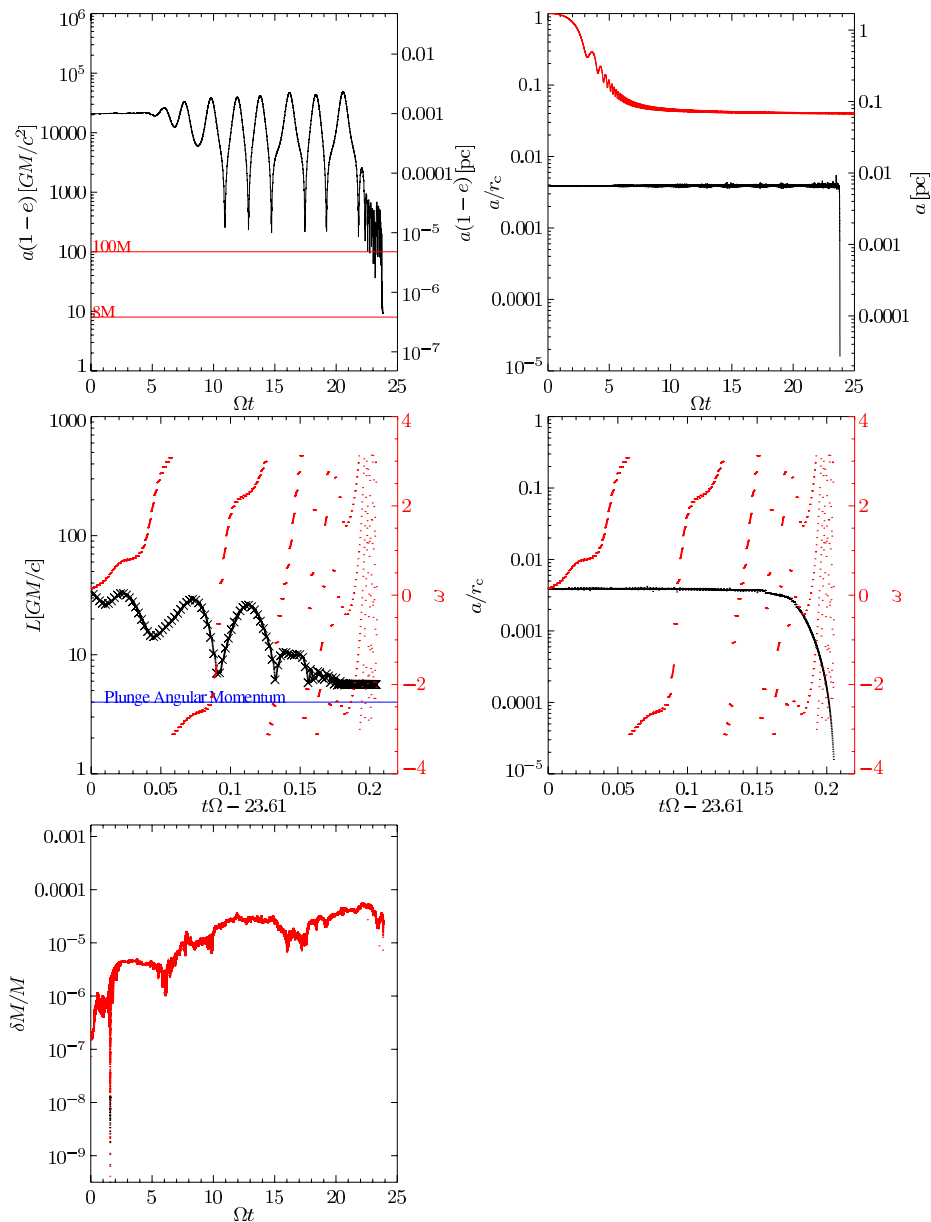 10⁶
10⁵
10000
1000
100
10
1
a(1−e) [GM/c²]
100M
8M
0.01
0.001
0.0001
10⁻⁵
10⁻⁶
10⁻⁷
a(1−e) [pc]
0 5 10 15 20 25
Ωt
1
0.1
0.01
0.001
0.0001
10⁻⁵
a/r_c
1
0.1
0.01
0.001
0.0001
a [pc]
0 5 10 15 20 25
Ωt
1000
100
10
1
L[GM/c]
Plunge Angular Momentum
4
2
0
−2
−4
ω
0 0.05 0.1 0.15 0.2
tΩ − 23.61
1
0.1
0.01
0.001
0.0001
10⁻⁵
a/r_c
4
2
0
−2
−4
ω
0 0.05 0.1 0.15 0.2
tΩ − 23.61
0.001
0.0001
10⁻⁵
10⁻⁶
10⁻⁷
10⁻⁸
10⁻⁹
δM/M
0 5 10 15 20 25
Ωt